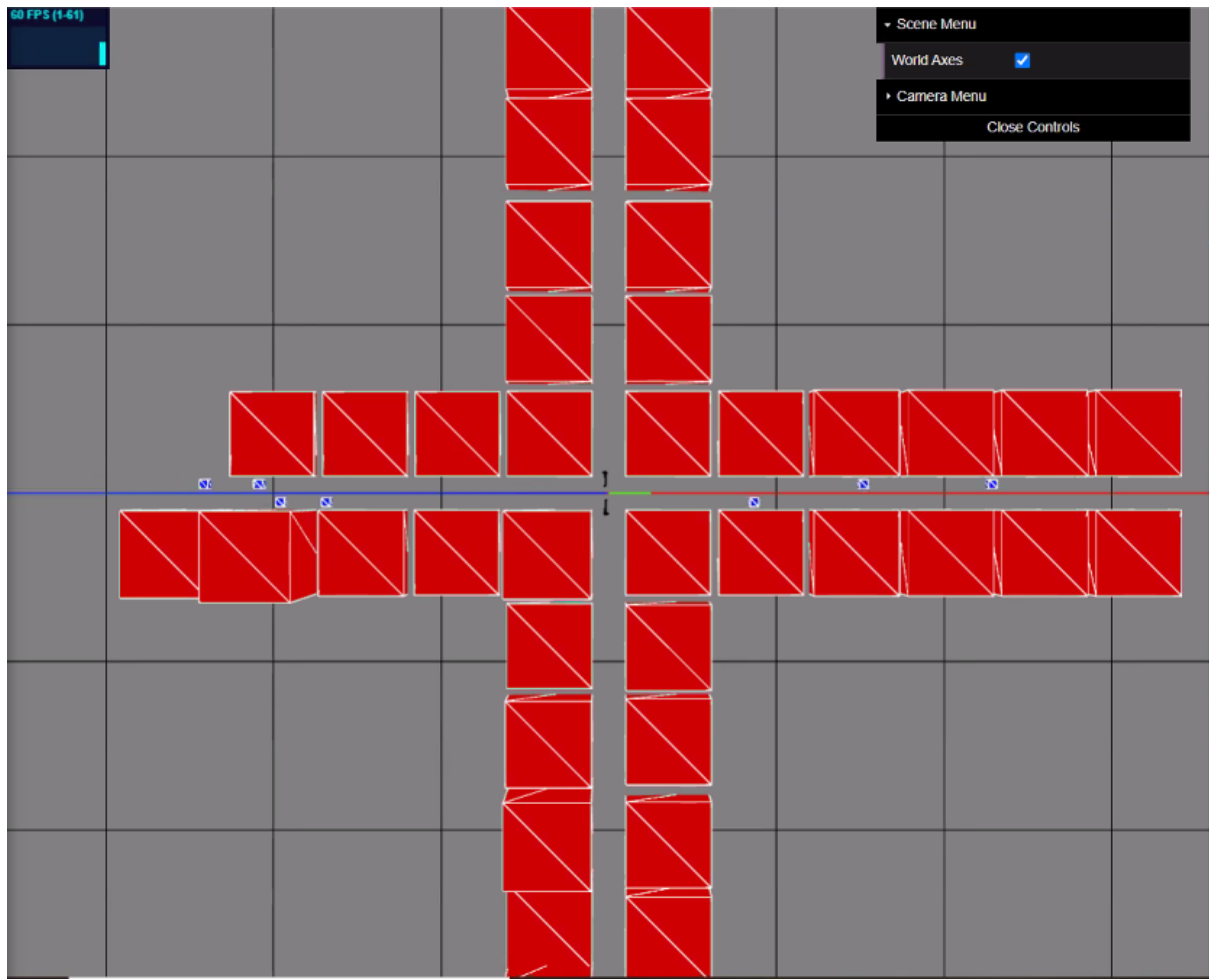 60 FPS (1-61)
Scene Menu
World Axes
Camera Menu
Close Controls